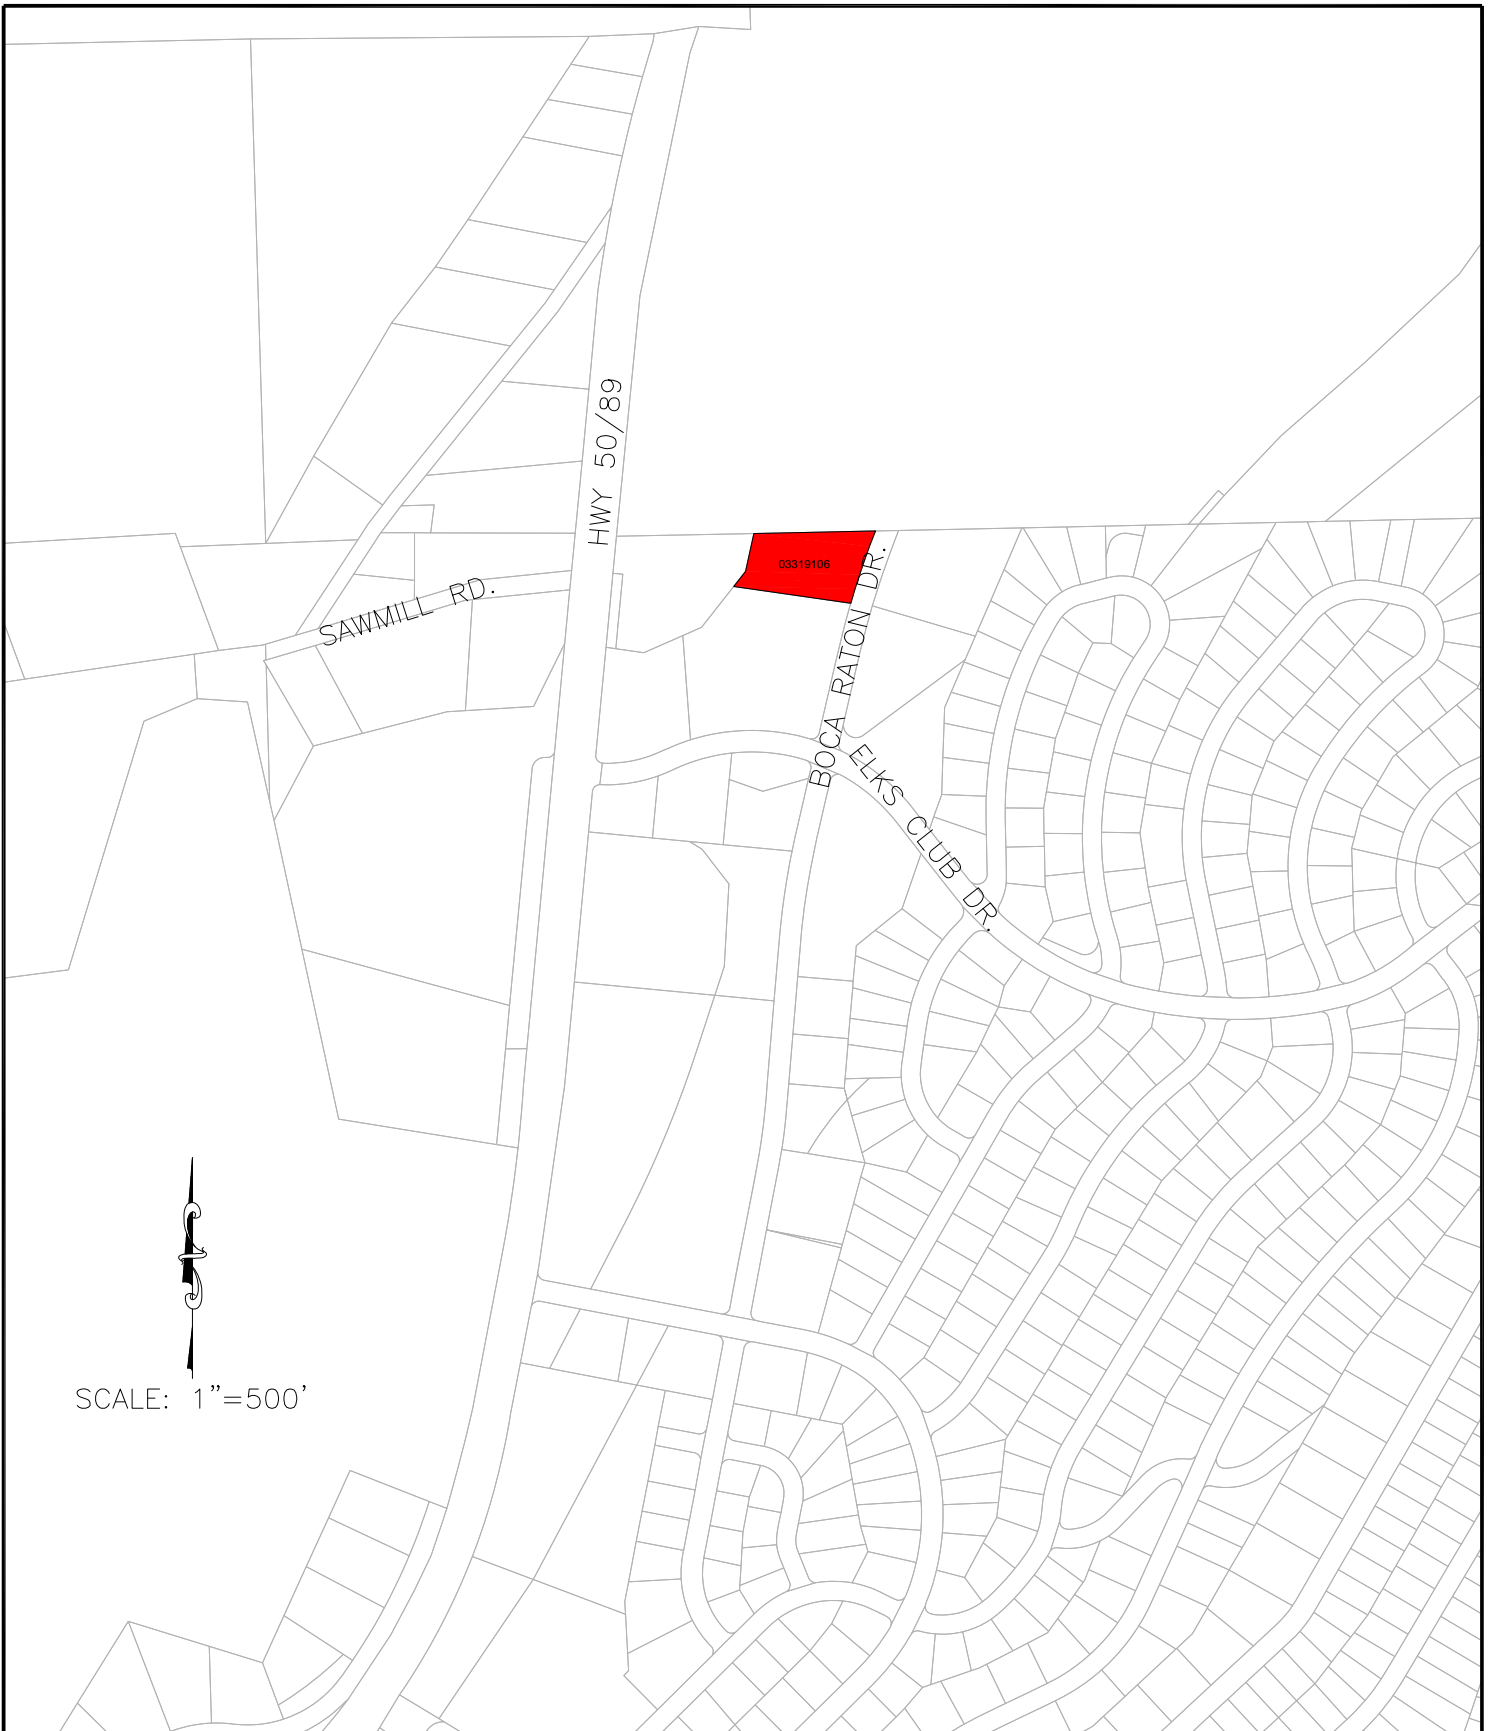 HWY 50/89
03319106
SAWMILL RD.
BOCA RATON DR.
ELKS CLUB DR.
SCALE: 1"=500'